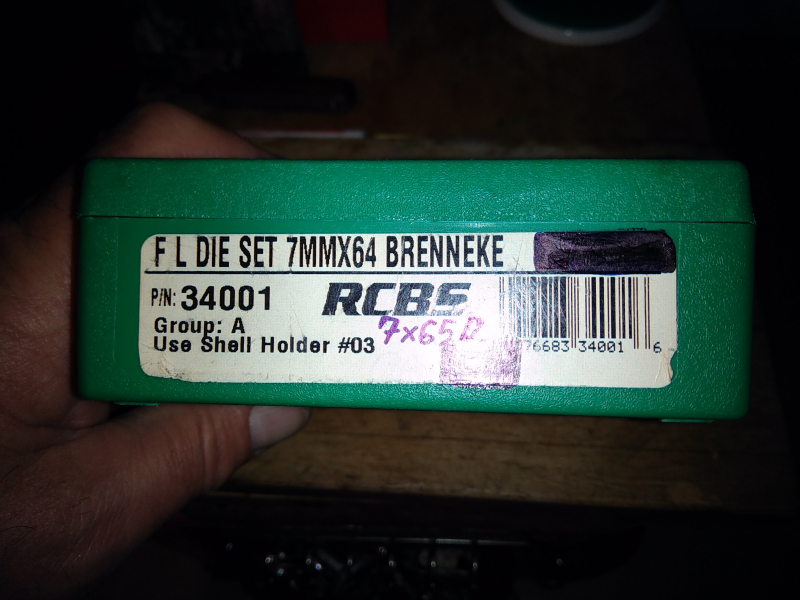 F L DIE SET 7MMX64 BRENNEKE
P/N: 34001 RCBS
Group: A
7x65R
Use Shell Holder #03
76683 34001 6